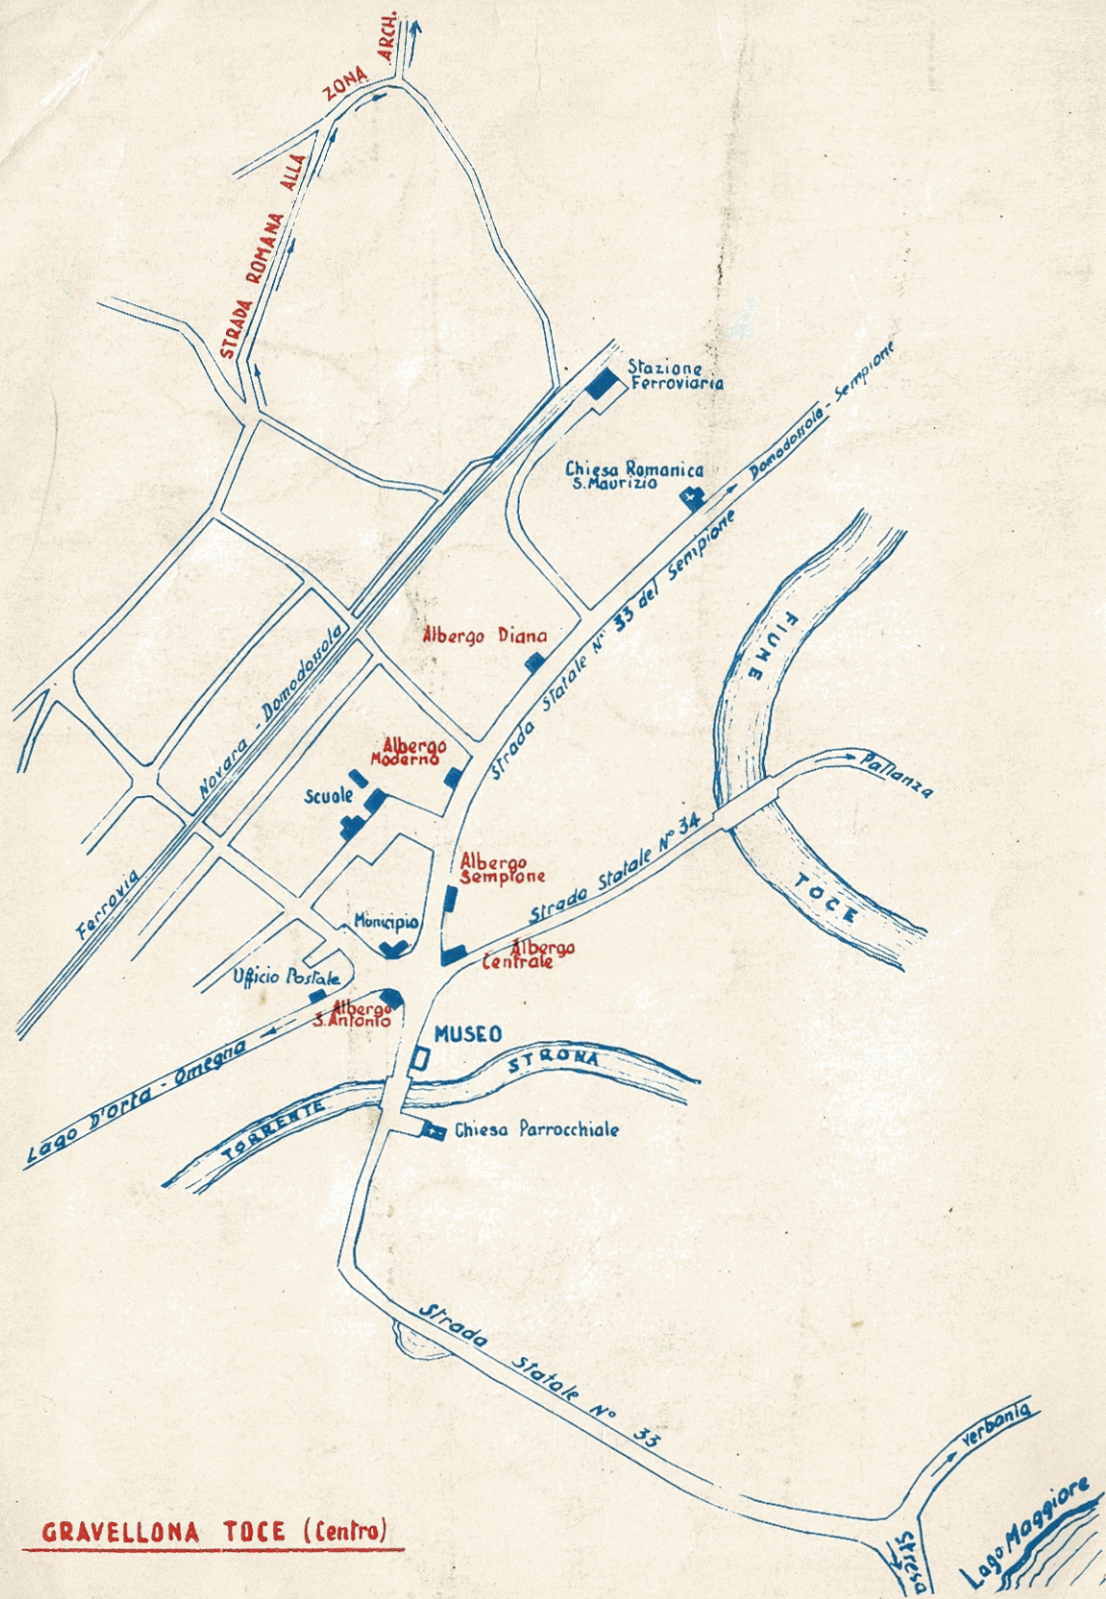 ZONA ARCH.
STRADA ROMANA ALLA
Stazione
Ferroviaria
Domodossola - Sempione
Chiesa Romanica
S. Maurizio
Strada Statale N° 33 del Sempione
FIUME
TOCE
Albergo Diana
Ferrovia Novara - Domodossola
Albergo
Moderno
Scuole
Pallanza
Strada Statale N° 34
Albergo
Sempione
Municipio
Albergo
Centrale
Ufficio Postale
Albergo
S. Antonio
MUSEO
Lago D'Orta - Omegna
TORRENTE STRONA
Chiesa Parrocchiale
Strada Statale N° 33
Verbania
Stresa
Lago Maggiore
GRAVELLONA TOCE (Centro)